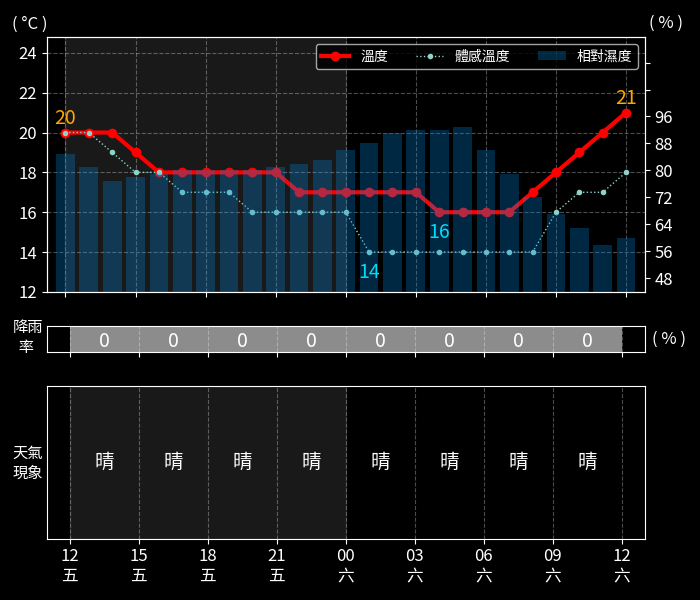 ( °C )
( % )
溫度
體感溫度
相對濕度
24
22
20
18
16
14
12
96
88
80
72
64
56
48
20
21
16
14
降雨
率
0 0 0 0 0 0 0 0
( % )
天氣
現象
晴 晴 晴 晴 晴 晴 晴 晴
12 15 18 21 00 03 06 09 12
五 五 五 五 六 六 六 六 六